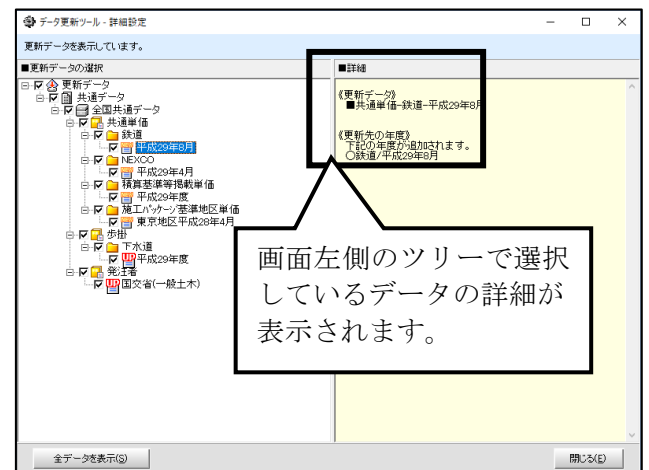 データ更新ツール - 詳細設定
更新データを表示しています。
■更新データの選択
更新データ
共通データ
全国共通データ
共通単価
鉄道
平成29年8月
NEXCO
平成29年4月
積算基準等掲載単価
平成29年度
施工パッケージ基準地区単価
東京地区平成28年4月
歩掛
下水道
UP 平成29年度
発注者
UP 国交省(一般土木)
■詳細
《更新データ》
■共通単価-鉄道-平成29年8月
《更新先の年度》
下記の年度が追加されます。
○鉄道/平成29年8月
画面左側のツリーで選択
しているデータの詳細が
表示されます。
全データを表示(S)
閉じる(E)